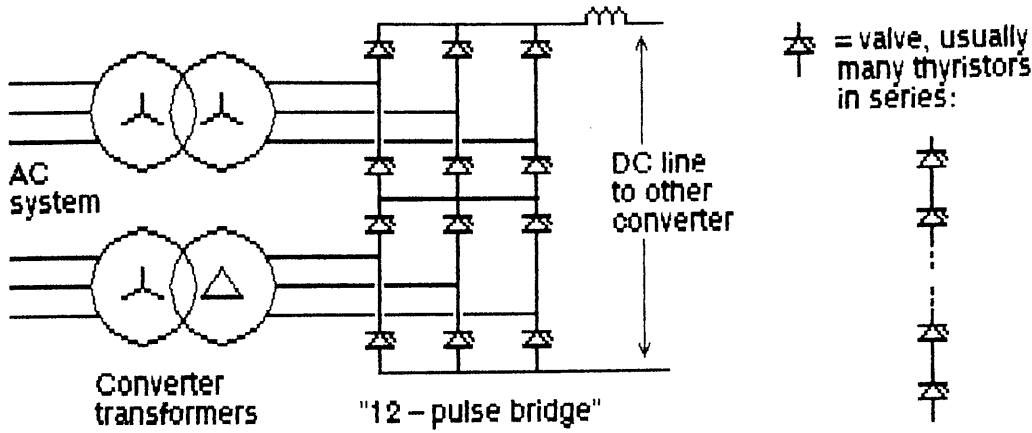 = valve, usually
many thyristors
in series:
AC
system
DC line
to other
converter
Converter
transformers
"12 – pulse bridge"